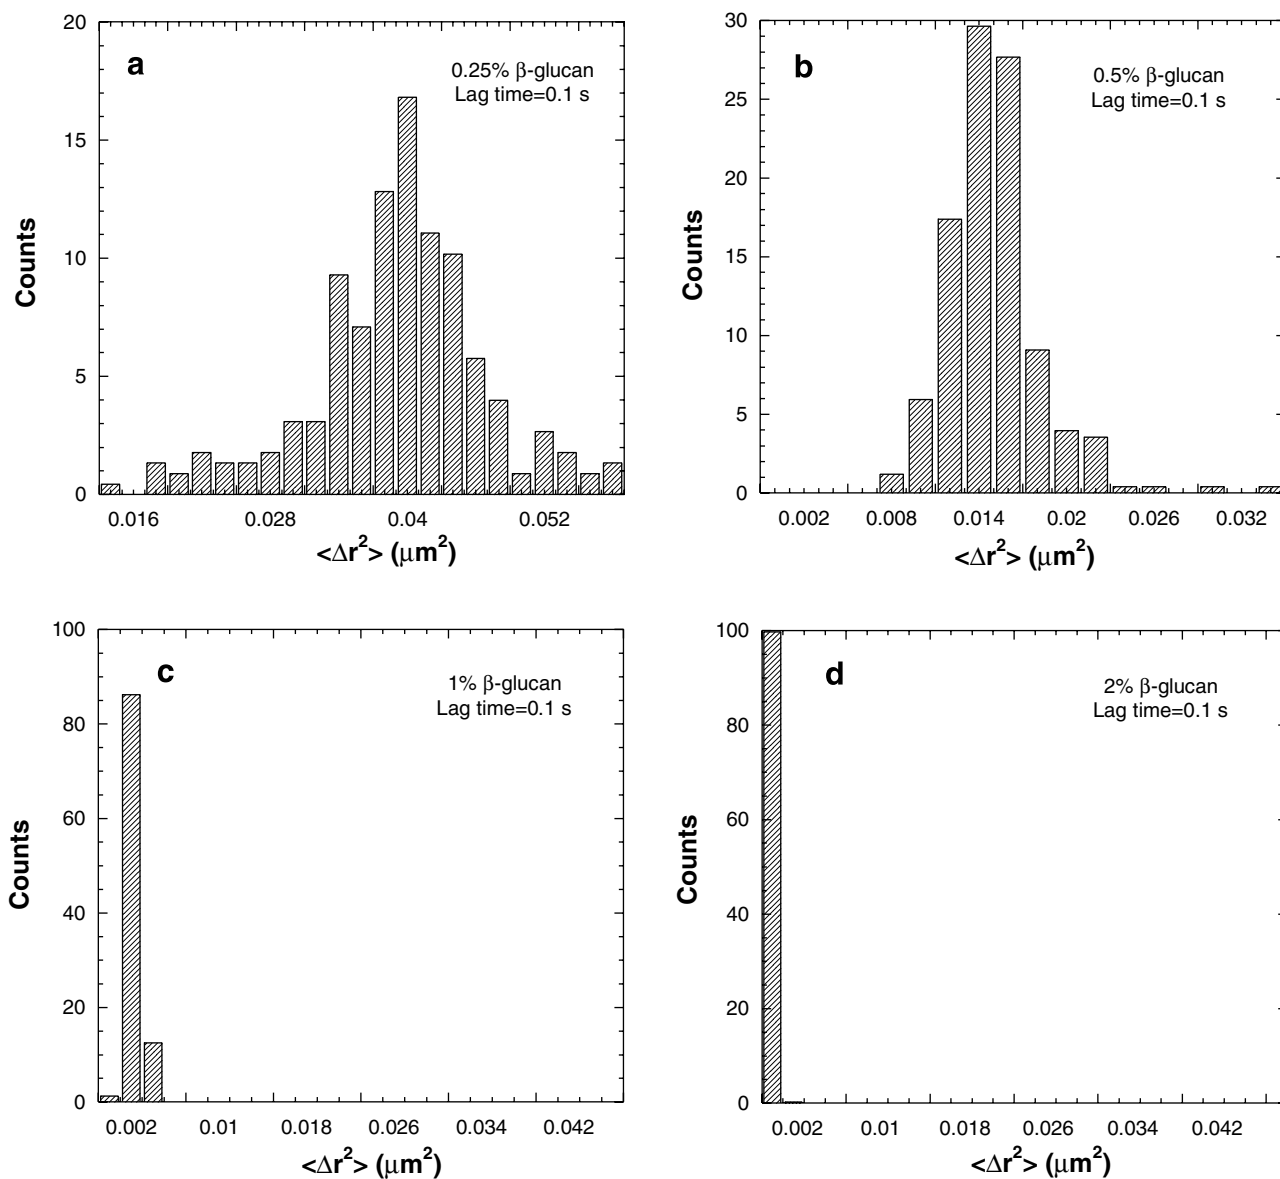 a
0.25% β-glucan
Lag time=0.1 s
20
15
10
5
0
Counts
0.016 0.028 0.04 0.052
<Δr²> (μm²)
b
0.5% β-glucan
Lag time=0.1 s
30
25
20
15
10
5
0
Counts
0.002 0.008 0.014 0.02 0.026 0.032
<Δr²> (μm²)
c
1% β-glucan
Lag time=0.1 s
100
80
60
40
20
0
Counts
0.002 0.01 0.018 0.026 0.034 0.042
<Δr²> (μm²)
d
2% β-glucan
Lag time=0.1 s
100
80
60
40
20
0
Counts
0.002 0.01 0.018 0.026 0.034 0.042
<Δr²> (μm²)